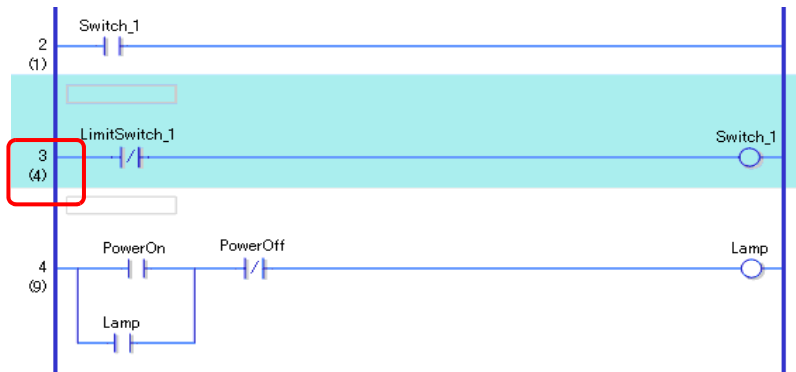 Switch_1
2
(1)
LimitSwitch_1
Switch_1
3
(4)
PowerOn
PowerOff
Lamp
4
(9)
Lamp